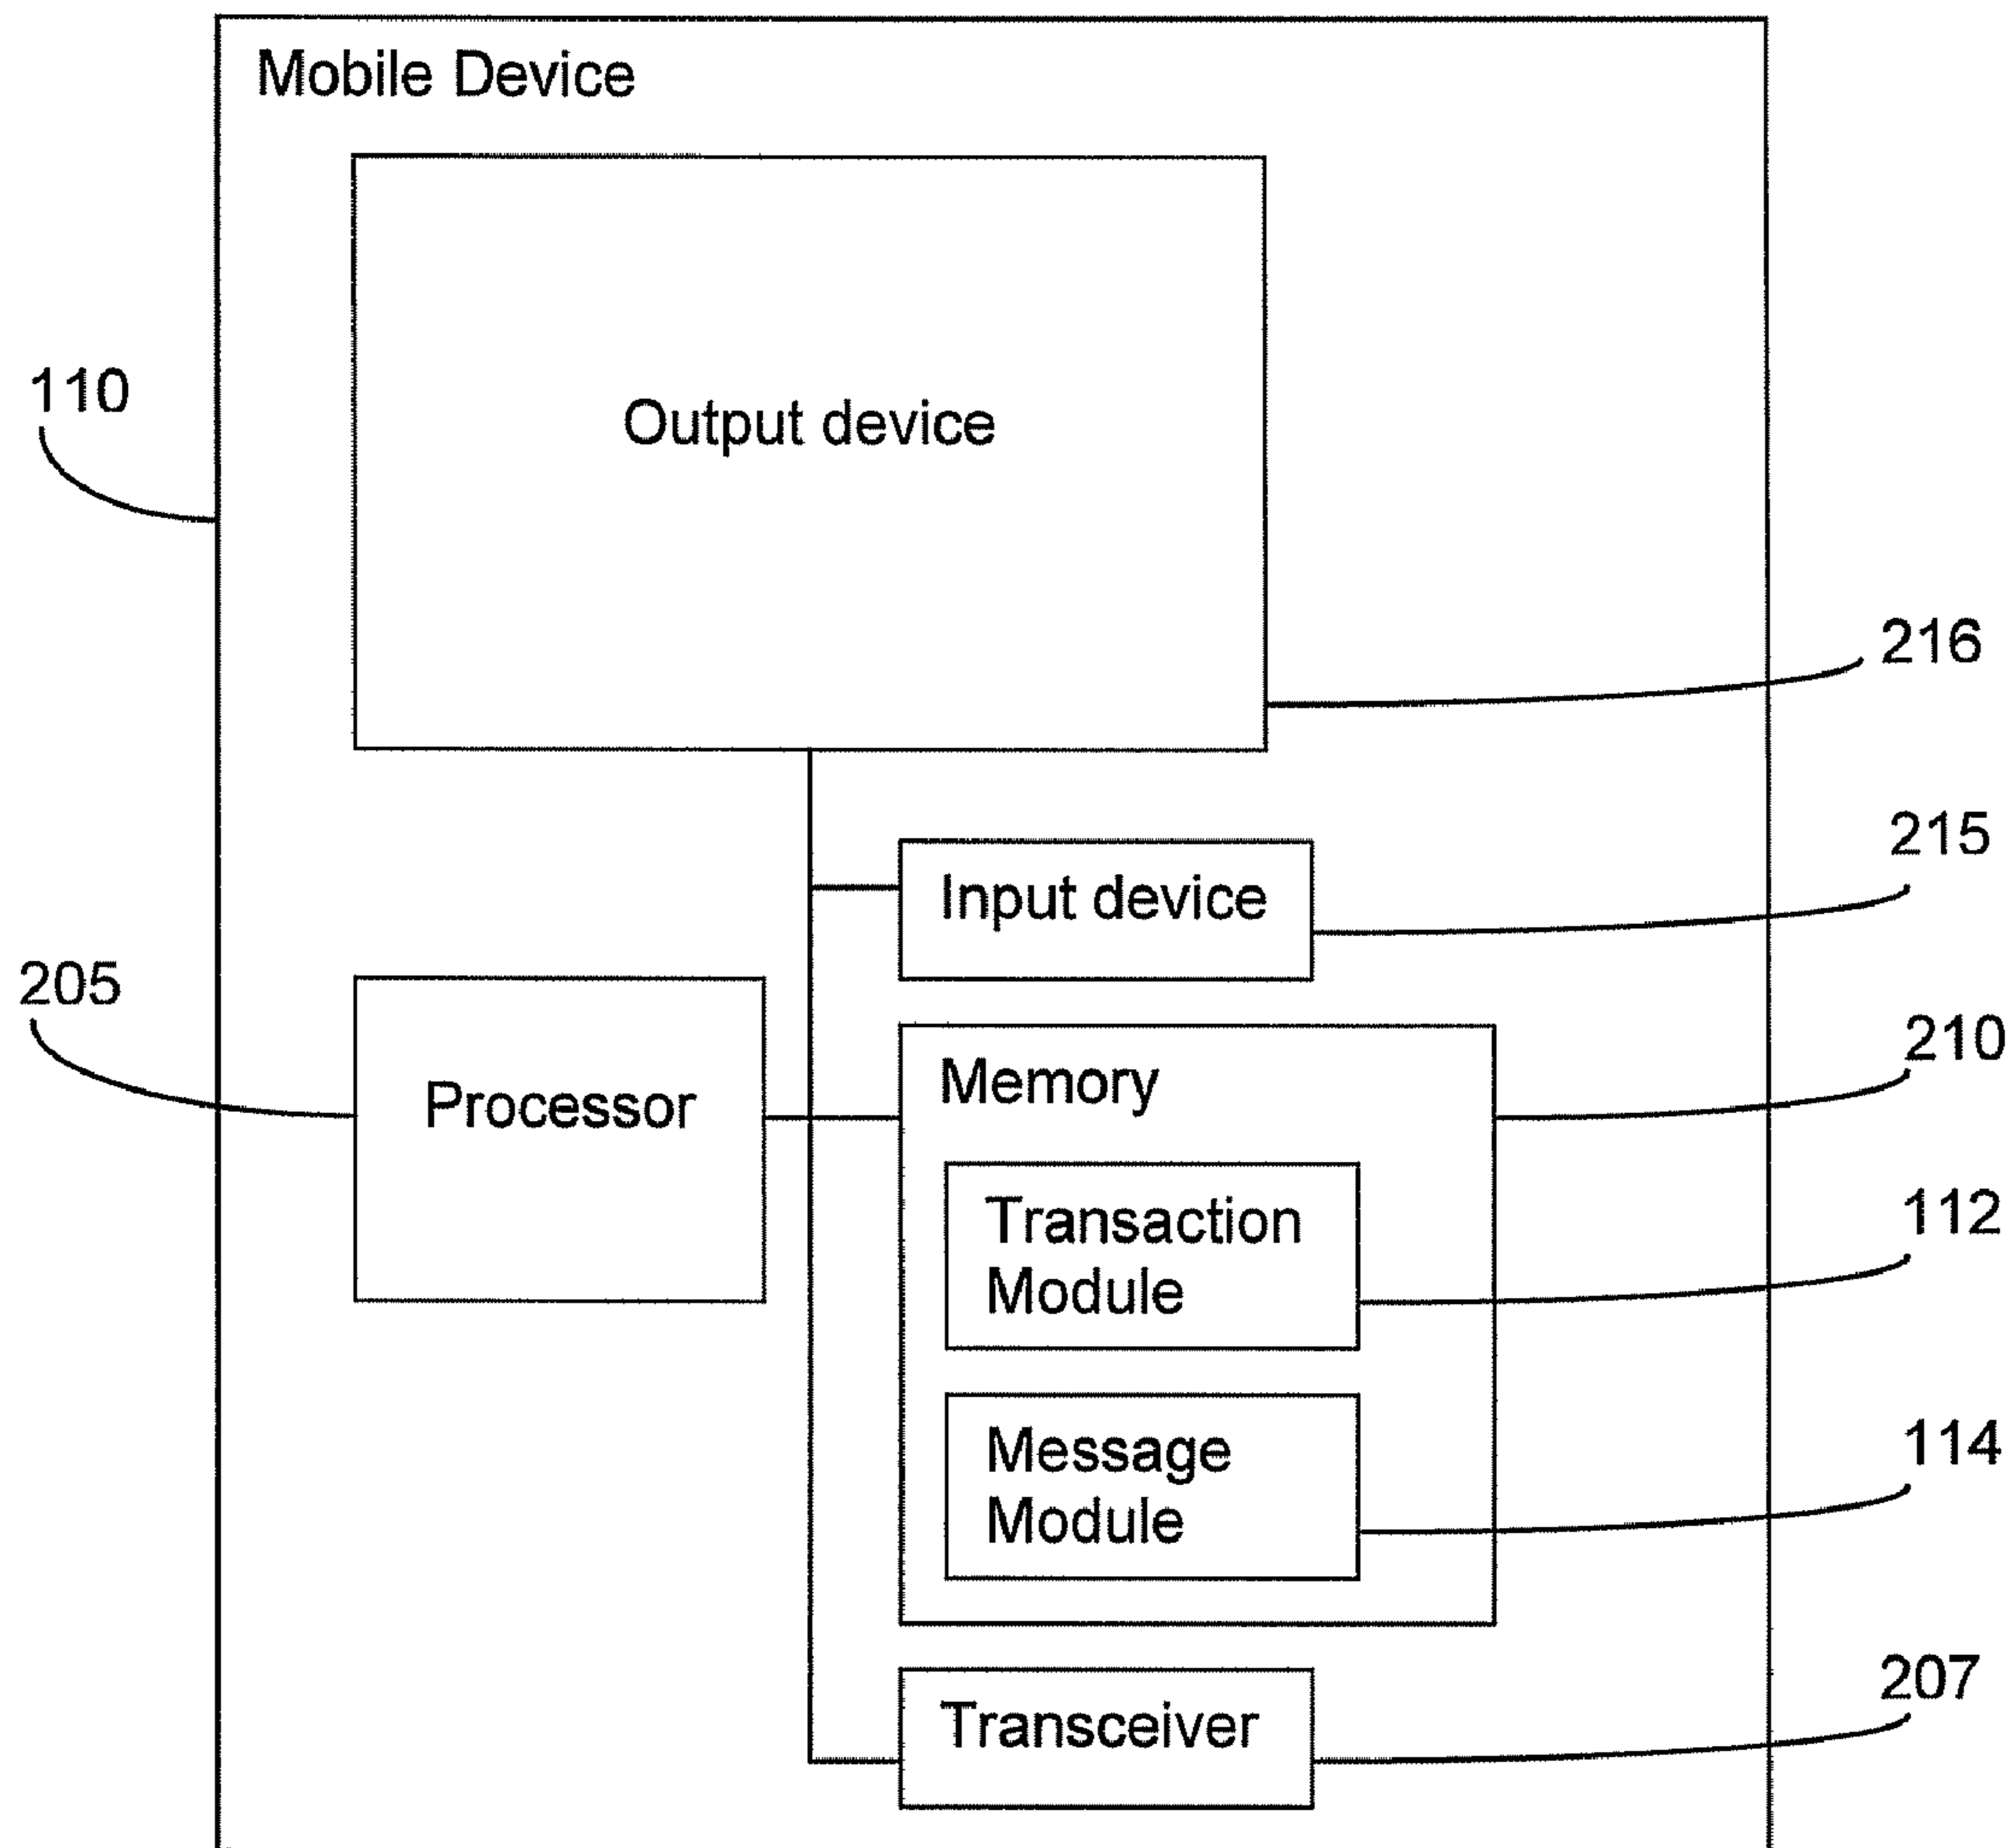 Mobile Device
Output device
110
216
215
Input device
205
210
Memory
Processor
Transaction
Module
112
Message
Module
114
207
Transceiver